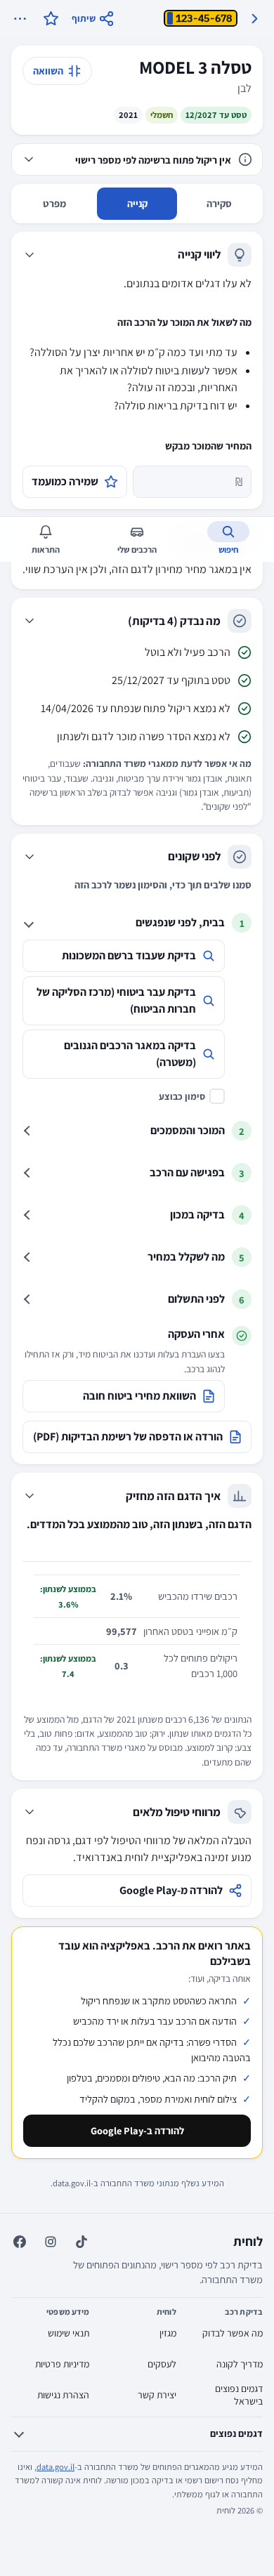 123-45-678
שיתוף
טסלה MODEL 3
השוואה
לבן
טסט עד 12/2027
חשמלי
2021
אין ריקול פתוח ברשימה לפי מספר רישוי
סקירה
קנייה
מפרט
ליווי קנייה
לא עלו דגלים אדומים בנתונים.
מה לשאול את המוכר על הרכב הזה
עד מתי ועד כמה ק״מ יש אחריות יצרן על הסוללה?
אפשר לעשות ביטוח לסוללה או להאריך את
האחריות, ובכמה זה עולה?
יש דוח בדיקת בריאות סוללה?
המחיר שהמוכר מבקש
₪
שמירה כמועמד
חיפוש
הרכבים שלי
התראות
אין במאגר מחיר מחירון לדגם הזה, ולכן אין הערכת שווי.
מה נבדק (4 בדיקות)
הרכב פעיל ולא בוטל
טסט בתוקף עד 25/12/2027
לא נמצא ריקול פתוח שנפתח עד 14/04/2026
לא נמצא הסדר פשרה מוכר לדגם ולשנתון
מה אי אפשר לדעת ממאגרי משרד התחבורה: שעבודים,
תאונות, אובדן גמור וירידת ערך מביטוח, וגניבה. שעבוד, עבר ביטוחי
(תביעות, אובדן גמור) וגניבה אפשר לבדוק בשלב הראשון ברשימה
"לפני שקונים".
לפני שקונים
סמנו שלבים תוך כדי, והסימון נשמר לרכב הזה
1
בבית, לפני שנפגשים
בדיקת שעבוד ברשם המשכונות
בדיקת עבר ביטוחי (מרכז הסליקה של
חברות הביטוח)
בדיקה במאגר הרכבים הגנובים
(משטרה)
סימון כבוצע
2
המוכר והמסמכים
3
בפגישה עם הרכב
4
בדיקה במכון
5
מה לשקלל במחיר
6
לפני התשלום
אחרי העסקה
בצעו העברת בעלות ועדכנו את הביטוח מיד, ורק אז התחילו
לנהוג ברכב.
השוואת מחירי ביטוח חובה
הורדה או הדפסה של רשימת הבדיקות (PDF)
איך הדגם הזה מחזיק
הדגם הזה, בשנתון הזה, טוב מהממוצע בכל המדדים.
רכבים שירדו מהכביש
2.1%
בממוצע לשנתון:
3.6%
ק״מ אופייני בטסט האחרון
99,577
ריקולים פתוחים לכל
1,000 רכבים
0.3
בממוצע לשנתון:
7.4
הנתונים של 6,136 רכבים משנתון 2021 של הדגם, מול הממוצע של
כל הדגמים מאותו שנתון. ירוק: טוב מהממוצע, אדום: פחות טוב, בלי
צבע: קרוב לממוצע. מבוסס על מאגרי משרד התחבורה, עד כמה
שהם מתעדים.
מרווחי טיפול מלאים
הטבלה המלאה של מרווחי הטיפול לפי דגם, גרסה ונפח
מנוע זמינה באפליקציית לוחית באנדרואיד.
להורדה מ-Google Play
באתר רואים את הרכב. באפליקציה הוא עובד
בשבילכם
אותה בדיקה, ועוד:
✓ התראה כשהטסט מתקרב או שנפתח ריקול
✓ הודעה אם הרכב עבר בעלות או ירד מהכביש
✓ הסדרי פשרה: בדיקה אם ייתכן שהרכב שלכם נכלל
בהטבה מהיבואן
✓ תיק הרכב: מה הבא, טיפולים ומסמכים, בטלפון
✓ צילום לוחית ואמירת מספר, במקום להקליד
להורדה ב-Google Play
המידע נשלף מנתוני משרד התחבורה ב-data.gov.il.
לוחית
בדיקת רכב לפי מספר רישוי, מהנתונים הפתוחים של
משרד התחבורה.
בדיקת רכב
לוחית
מידע משפטי
מה אפשר לבדוק
מגזין
תנאי שימוש
מדריך לקונה
לעסקים
מדיניות פרטיות
דגמים נפוצים
בישראל
יצירת קשר
הצהרת נגישות
דגמים נפוצים
המידע מגיע מהמאגרים הפתוחים של משרד התחבורה ב-data.gov.il, ואינו
מחליף נסח רישום רשמי או בדיקה במכון מורשה. לוחית אינה קשורה למשרד
התחבורה או לגוף ממשלתי.
© 2026 לוחית